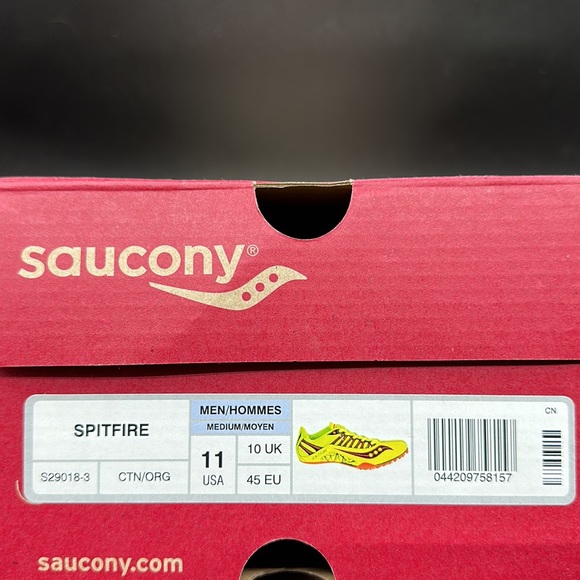 saucony®
SPITFIRE
S29018-3
CTN/ORG
MEN/HOMMES
MEDIUM/MOYEN
11
USA
10 UK
45 EU
CN
044209758157
saucony.com